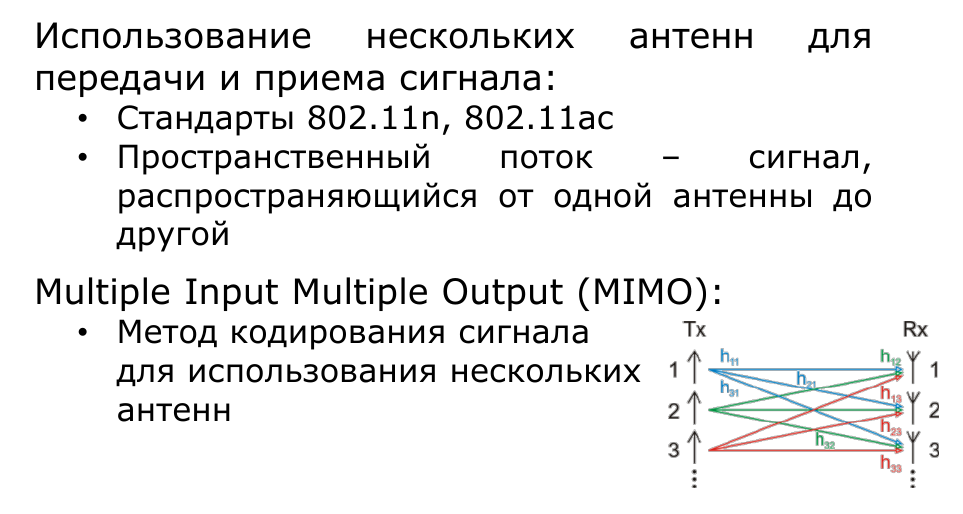 Использование нескольких антенн для
передачи и приема сигнала:
• Стандарты 802.11n, 802.11ac
• Пространственный поток – сигнал,
распространяющийся от одной антенны до
другой
Multiple Input Multiple Output (MIMO):
• Метод кодирования сигнала
для использования нескольких
антенн
Tx Rx
1 h11 h12 1
h31 h21 h13
2 h23 2
h32
3 h33 3